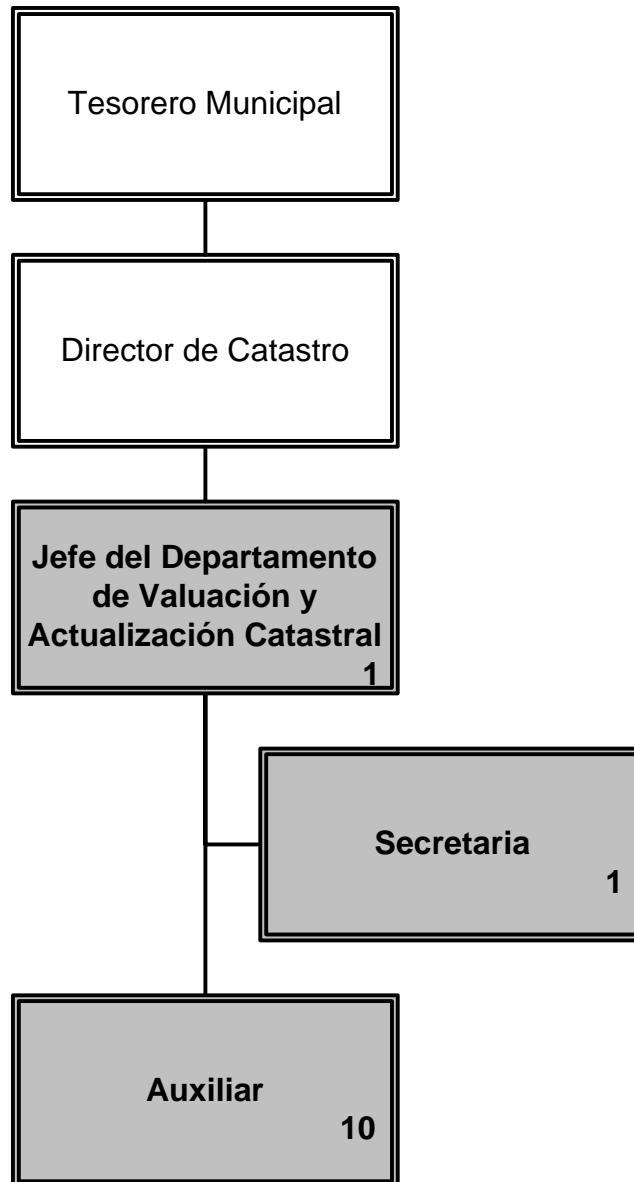 Tesorero Municipal
Director de Catastro
Jefe del Departamento
de Valuación y
Actualización Catastral
1
Secretaria
1
Auxiliar
10